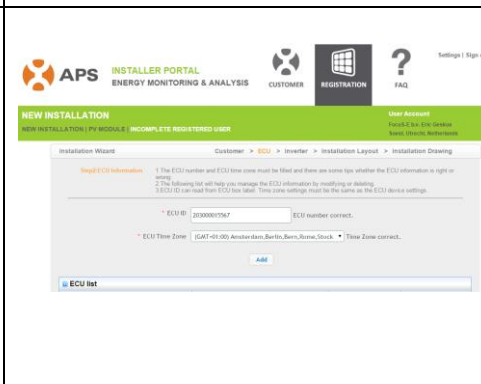 APS
INSTALLER PORTAL
ENERGY MONITORING & ANALYSIS
CUSTOMER
REGISTRATION
FAQ
Settings | Sign
NEW INSTALLATION
NEW INSTALLATION | PV MODULE | INCOMPLETE REGISTERED USER
User Account
Installation Wizard
Customer > ECU > Inverter > Installation Layout > Installation Drawing
Step2 ECU Information
1 The ECU number and ECU time zone must be filled and there are some tips whether the ECU information is right or
wrong.
2 The following list will help you manage the ECU information by modifying or deleting.
3 ECU ID can read from ECU box label. Time zone settings must be the same as the ECU device settings.
* ECU ID
203000015567
ECU number correct.
* ECU Time Zone
(GMT+01:00) Amsterdam,Berlin,Bern,Rome,Stock
Time Zone correct.
Add
ECU list